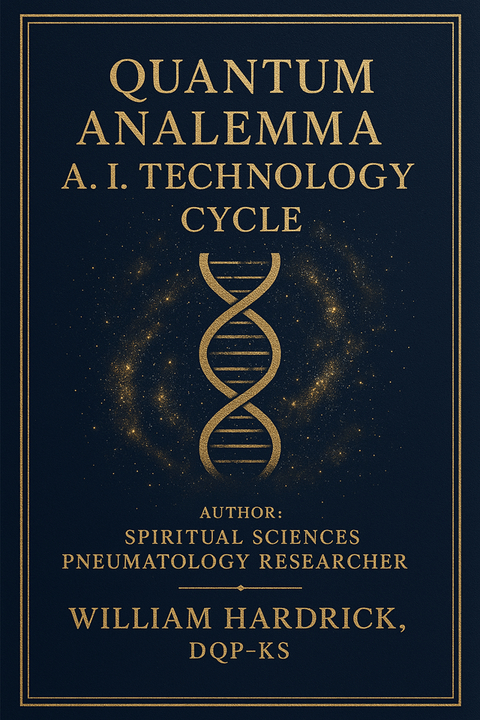 QUANTUM
ANALEMMA
A. I. TECHNOLOGY
CYCLE
AUTHOR:
SPIRITUAL SCIENCES
PNEUMATOLOGY RESEARCHER
WILLIAM HARDRICK,
DQP-KS